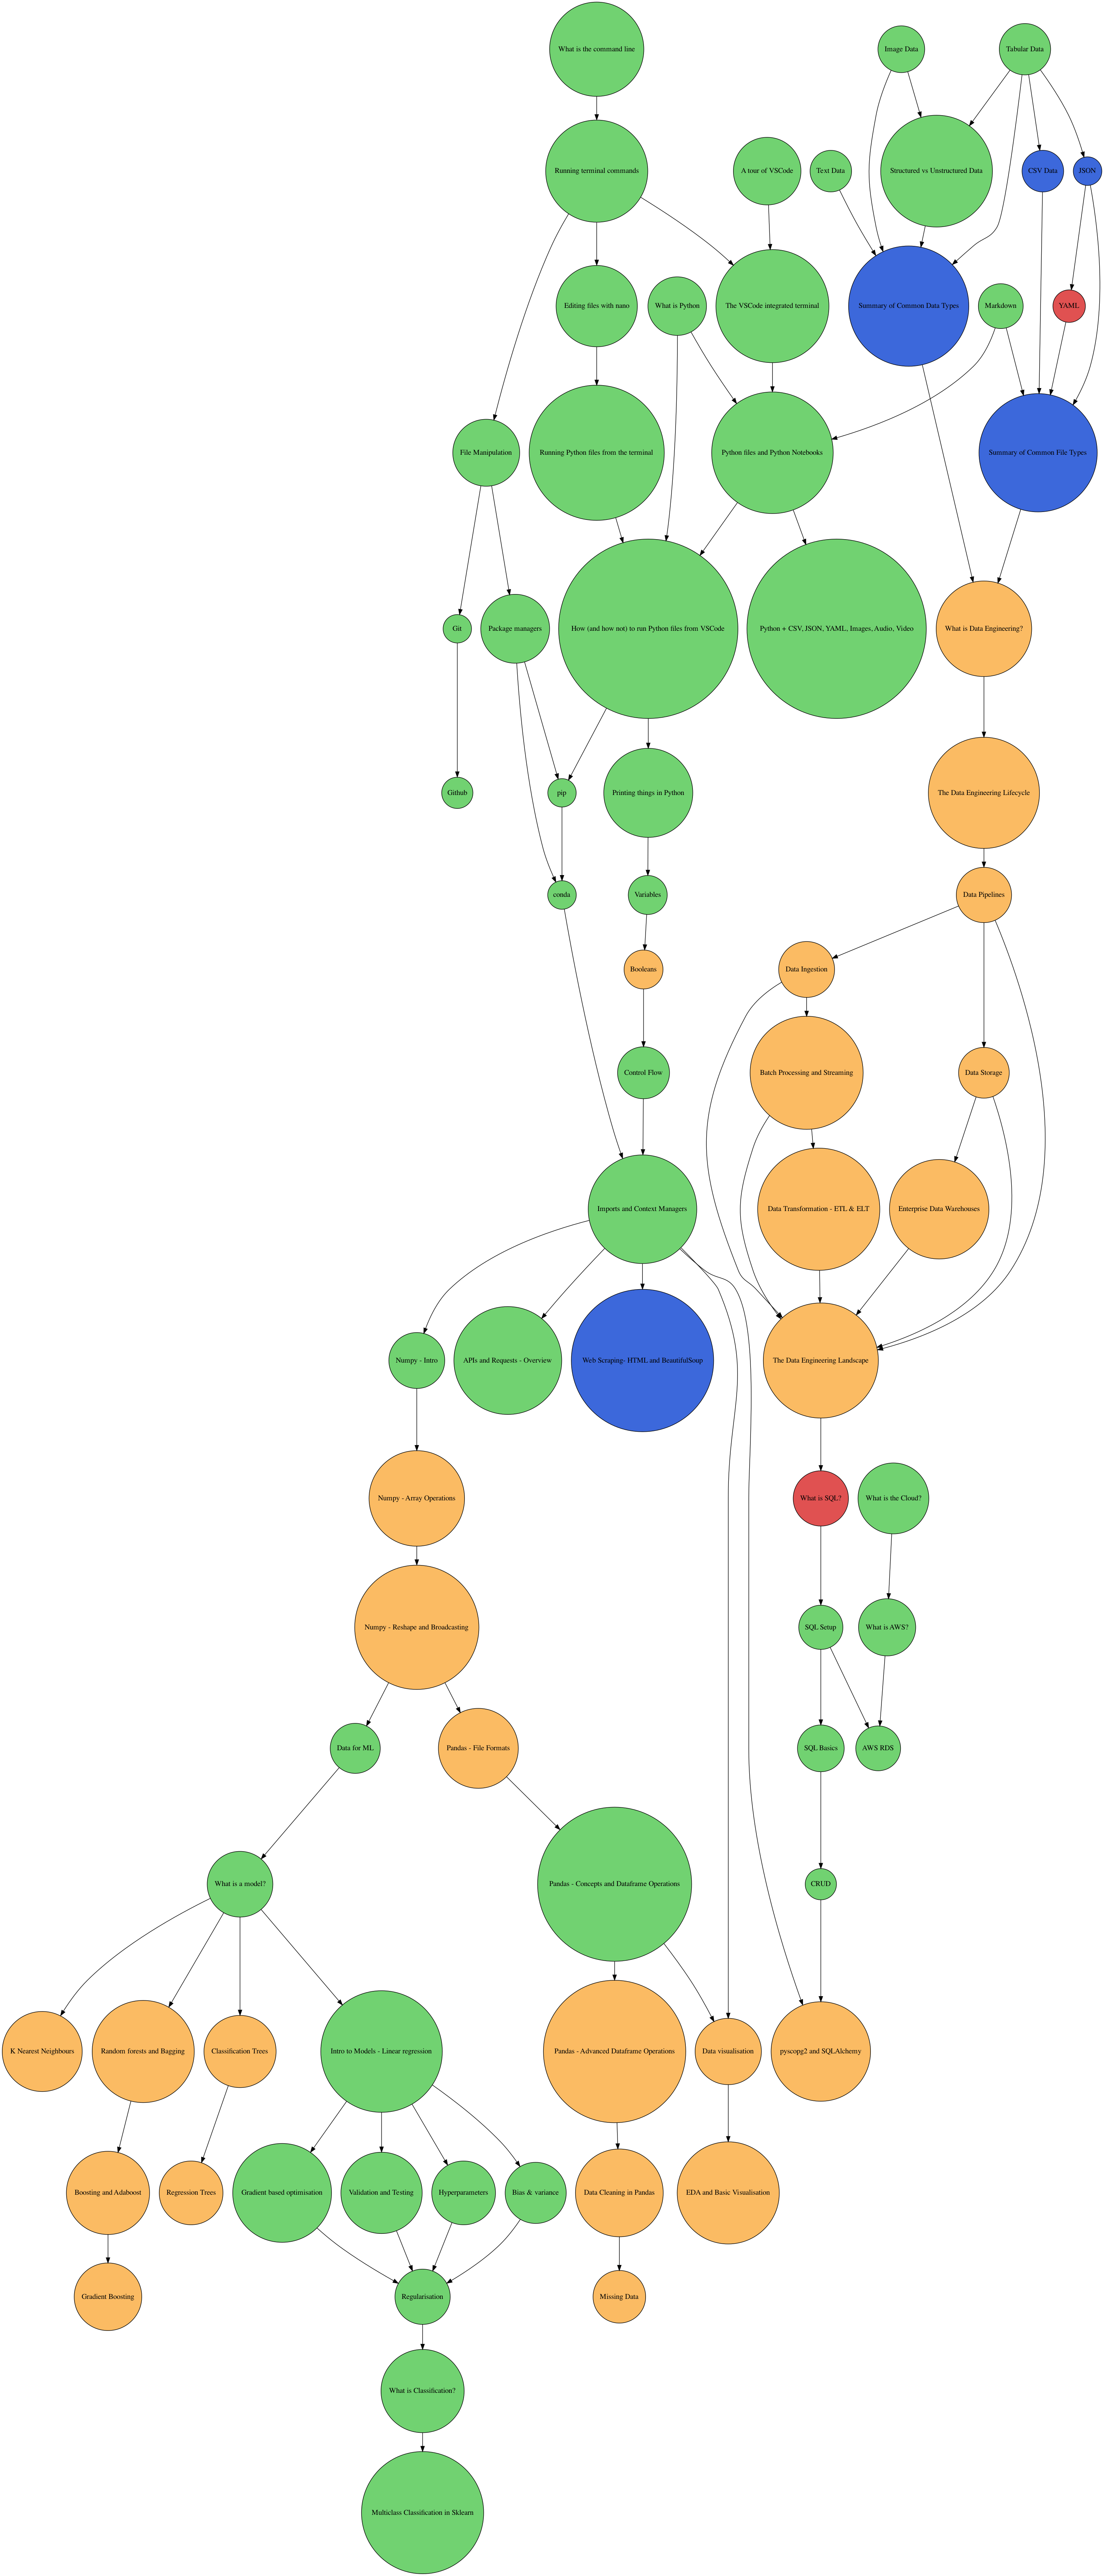 What is the command line
Image Data
Tabular Data
Running terminal commands
A tour of VSCode
Text Data
Structured vs Unstructured Data
CSV Data
JSON
Editing files with nano
What is Python
The VSCode integrated terminal
Summary of Common Data Types
Markdown
YAML
File Manipulation
Running Python files from the terminal
Python files and Python Notebooks
Summary of Common File Types
Git
Package managers
How (and how not) to run Python files from VSCode
Python + CSV, JSON, YAML, Images, Audio, Video
What is Data Engineering?
Github
pip
Printing things in Python
The Data Engineering Lifecycle
conda
Variables
Data Pipelines
Booleans
Data Ingestion
Control Flow
Batch Processing and Streaming
Data Storage
Imports and Context Managers
Data Transformation - ETL & ELT
Enterprise Data Warehouses
Numpy - Intro
APIs and Requests - Overview
Web Scraping- HTML and BeautifulSoup
The Data Engineering Landscape
Numpy - Array Operations
What is SQL?
What is the Cloud?
Numpy - Reshape and Broadcasting
SQL Setup
What is AWS?
Data for ML
Pandas - File Formats
SQL Basics
AWS RDS
What is a model?
Pandas - Concepts and Dataframe Operations
CRUD
K Nearest Neighbours
Random forests and Bagging
Classification Trees
Intro to Models - Linear regression
Pandas - Advanced Dataframe Operations
Data visualisation
pyscopg2 and SQLAlchemy
Boosting and Adaboost
Regression Trees
Gradient based optimisation
Validation and Testing
Hyperparameters
Bias & variance
Data Cleaning in Pandas
EDA and Basic Visualisation
Gradient Boosting
Regularisation
Missing Data
What is Classification?
Multiclass Classification in Sklearn